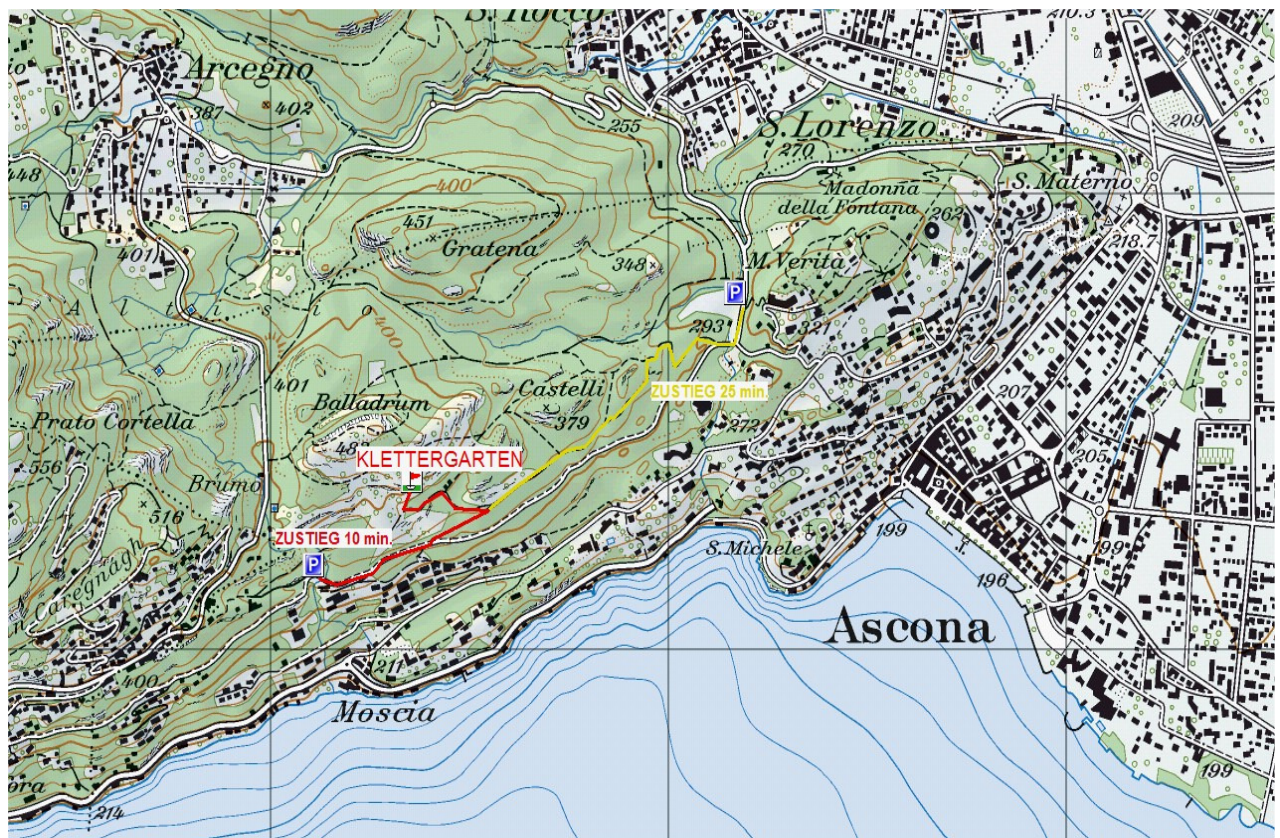 S. Rocco
210.3
Arcegno
387
402
255
S. Lorenzo
270
209
448
400
S. Materno
Madonna
della Fontana
262
451
Gratena
218.7
401
348
M. Verità
P
321
293
400
401
Castelli
379
ZUSTIEG 25 min.
207
Balladrum
Prato Cortella
272
KLETTERGARTEN
556
205
Brumo
516
ZUSTIEG 10 min.
P
S. Michele
199
199
196
Ascona
211
400
Moscia
199
214